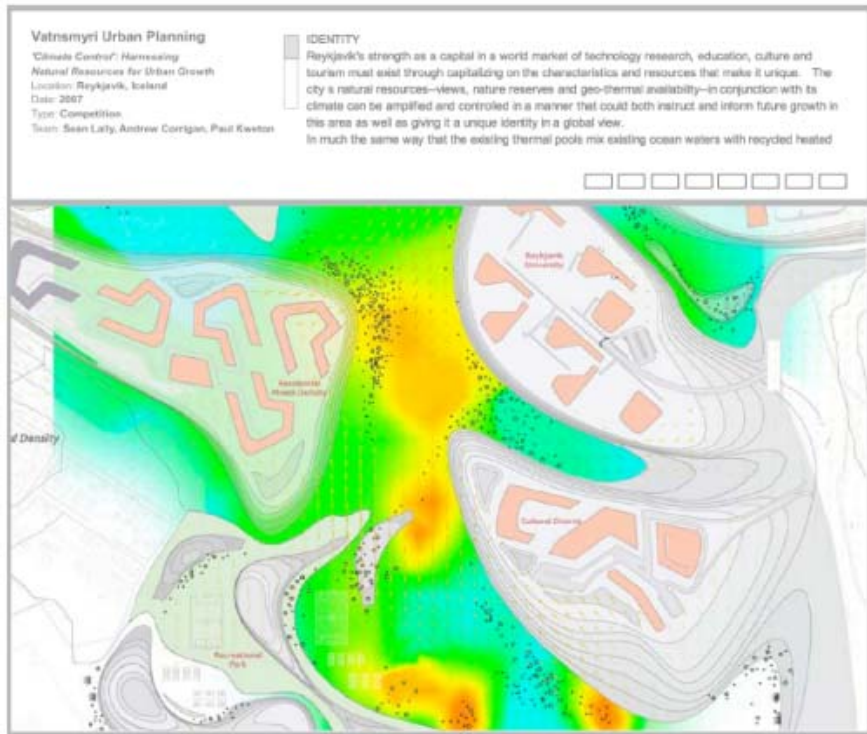 Vatnsmyri Urban Planning
'Climate Control': Harnessing
Natural Resources for Urban Growth
Location: Reykjavik, Iceland
Date: 2007
Type: Competition
Team: Sean Lally, Andrew Corrigan, Paul Kweton
IDENTITY
Reykjavik's strength as a capital in a world market of technology research, education, culture and
tourism must exist through capitalizing on the characteristics and resources that make it unique. The
city s natural resources--views, nature reserves and geo-thermal availability--in conjunction with its
climate can be amplified and controlled in a manner that could both instruct and inform future growth in
this area as well as giving it a unique identity in a global view.
In much the same way that the existing thermal pools mix existing ocean waters with recycled heated
Reykjavik
University
Residential
Mixed Density
d Density
Cultural District
Recreational
Park